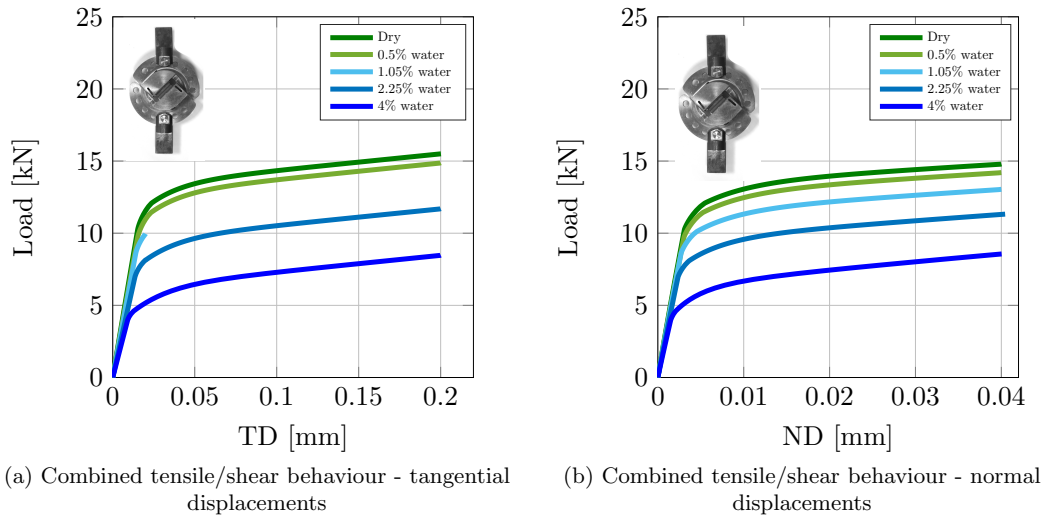 25
20
15
10
5
0
0 0.05 0.1 0.15 0.2
Load [kN]
TD [mm]
Dry
0.5% water
1.05% water
2.25% water
4% water
(a) Combined tensile/shear behaviour - tangential
displacements
25
20
15
10
5
0
0 0.01 0.02 0.03 0.04
Load [kN]
ND [mm]
Dry
0.5% water
1.05% water
2.25% water
4% water
(b) Combined tensile/shear behaviour - normal
displacements